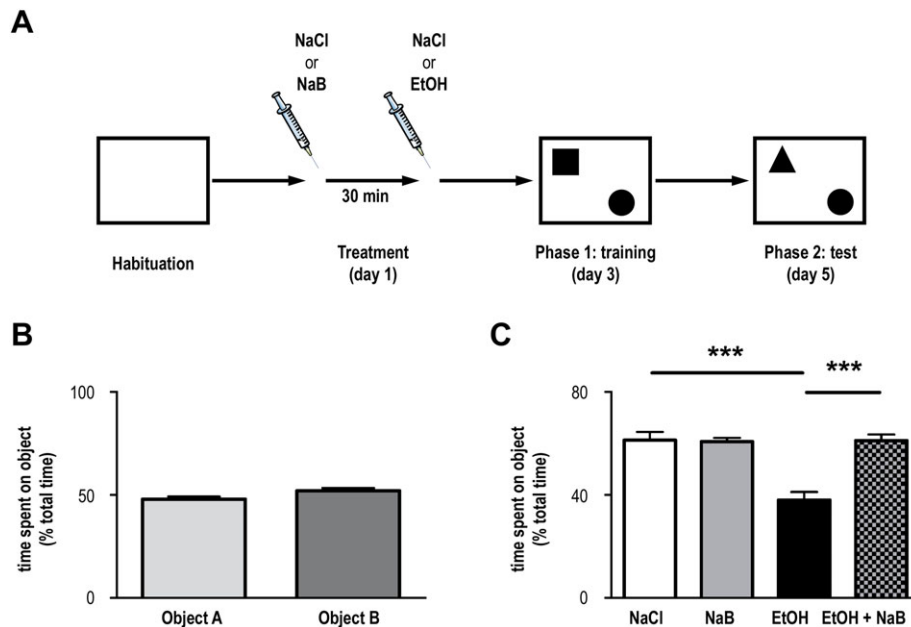 A
NaCl
or
NaB
NaCl
or
EtOH
30 min
Habituation
Treatment
(day 1)
Phase 1: training
(day 3)
Phase 2: test
(day 5)
B
time spent on object
(% total time)
100
50
0
Object A
Object B
C
time spent on object
(% total time)
80
40
0
***
***
NaCl
NaB
EtOH
EtOH + NaB